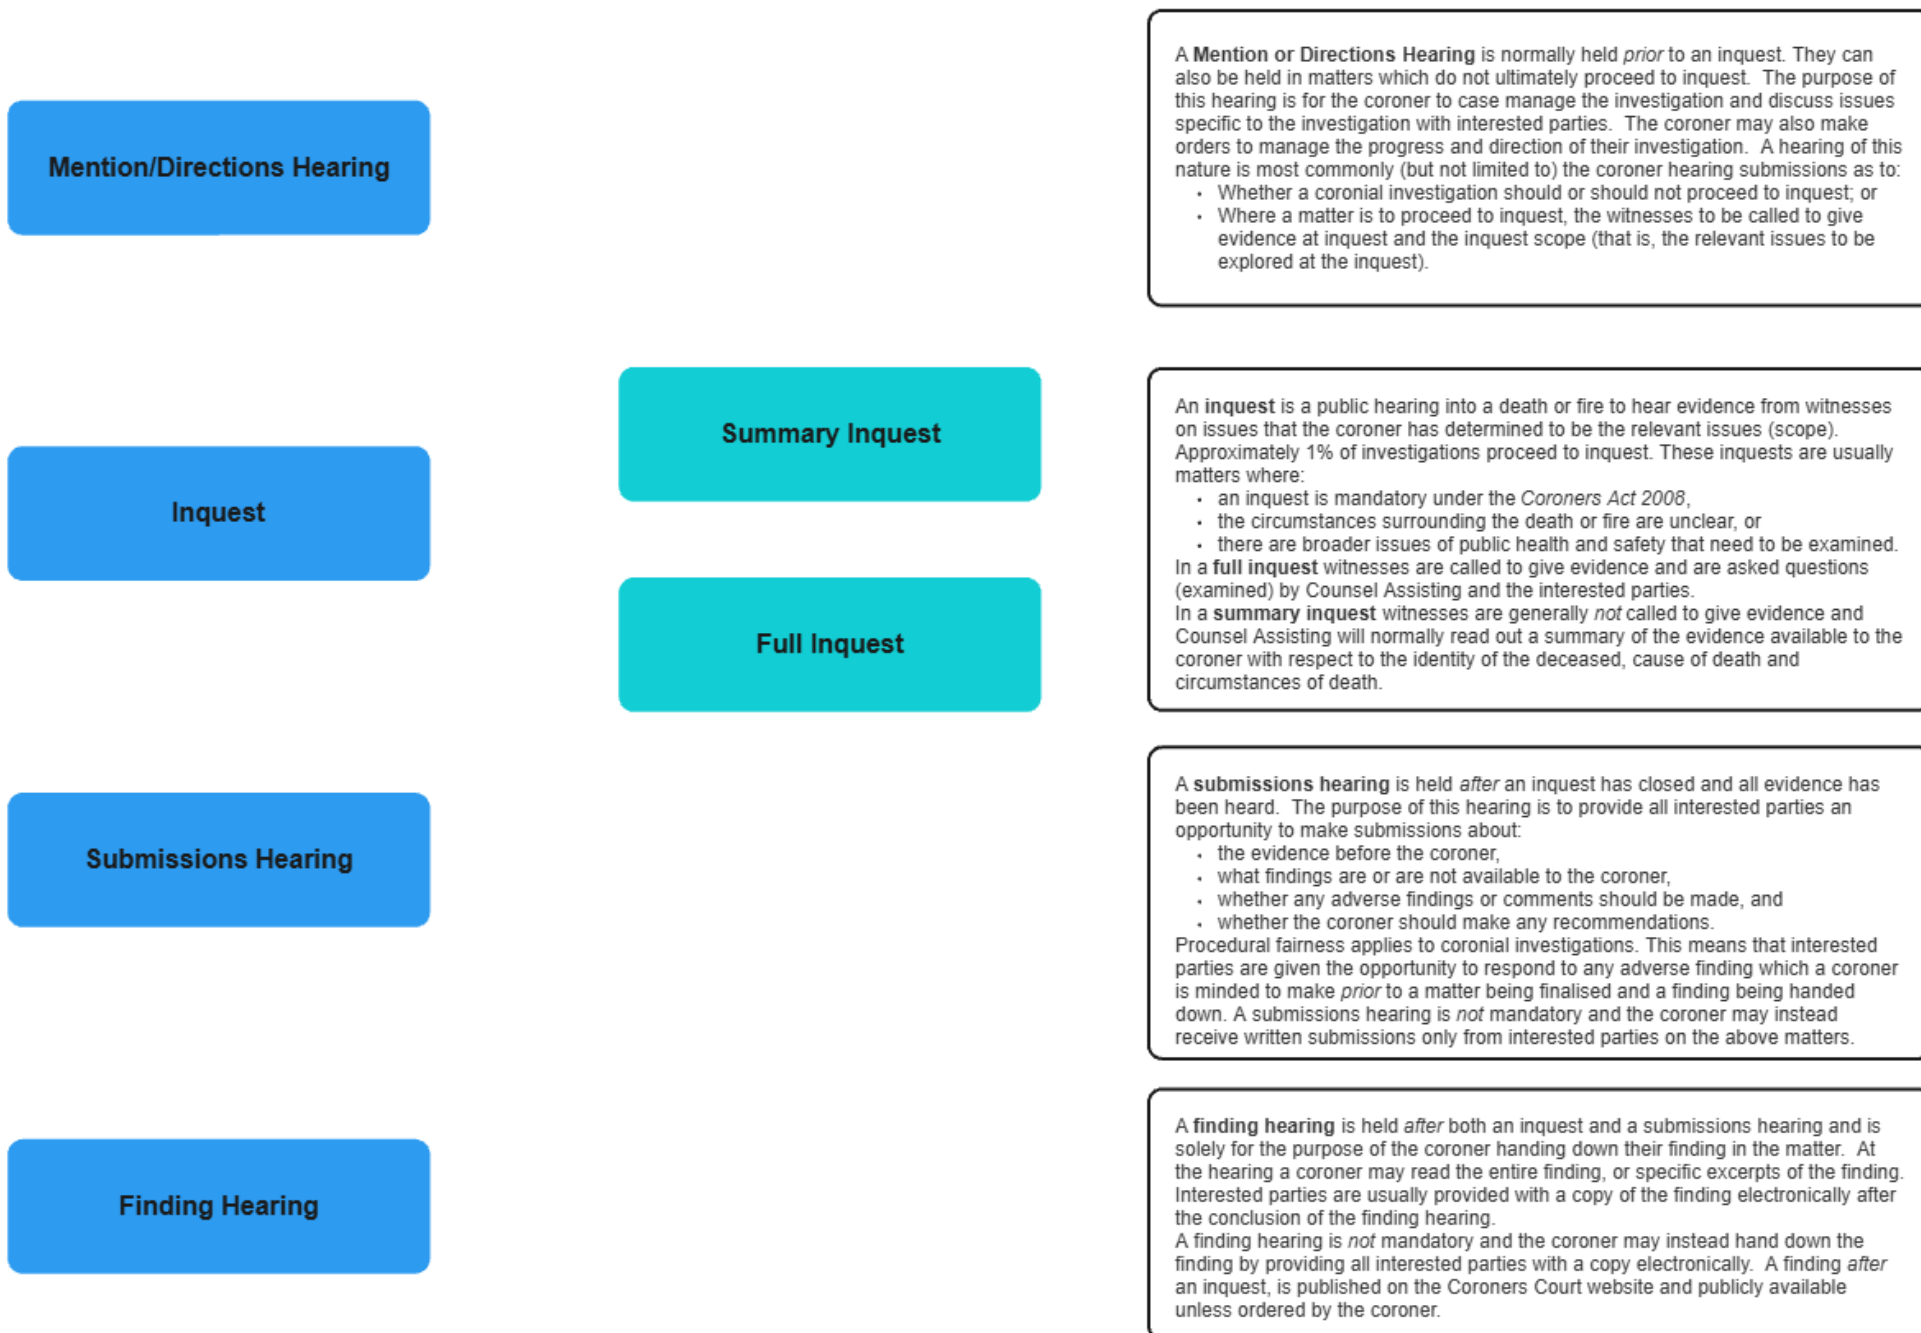 Mention/Directions Hearing
A Mention or Directions Hearing is normally held prior to an inquest. They can
also be held in matters which do not ultimately proceed to inquest.  The purpose of
this hearing is for the coroner to case manage the investigation and discuss issues
specific to the investigation with interested parties.  The coroner may also make
orders to manage the progress and direction of their investigation.  A hearing of this
nature is most commonly (but not limited to) the coroner hearing submissions as to:
• Whether a coronial investigation should or should not proceed to inquest; or
• Where a matter is to proceed to inquest, the witnesses to be called to give
evidence at inquest and the inquest scope (that is, the relevant issues to be
explored at the inquest).
Inquest
Summary Inquest
Full Inquest
An inquest is a public hearing into a death or fire to hear evidence from witnesses
on issues that the coroner has determined to be the relevant issues (scope).
Approximately 1% of investigations proceed to inquest. These inquests are usually
matters where:
• an inquest is mandatory under the Coroners Act 2008,
• the circumstances surrounding the death or fire are unclear, or
• there are broader issues of public health and safety that need to be examined.
In a full inquest witnesses are called to give evidence and are asked questions
(examined) by Counsel Assisting and the interested parties.
In a summary inquest witnesses are generally not called to give evidence and
Counsel Assisting will normally read out a summary of the evidence available to the
coroner with respect to the identity of the deceased, cause of death and
circumstances of death.
Submissions Hearing
A submissions hearing is held after an inquest has closed and all evidence has
been heard.  The purpose of this hearing is to provide all interested parties an
opportunity to make submissions about:
• the evidence before the coroner,
• what findings are or are not available to the coroner,
• whether any adverse findings or comments should be made, and
• whether the coroner should make any recommendations.
Procedural fairness applies to coronial investigations. This means that interested
parties are given the opportunity to respond to any adverse finding which a coroner
is minded to make prior to a matter being finalised and a finding being handed
down. A submissions hearing is not mandatory and the coroner may instead
receive written submissions only from interested parties on the above matters.
Finding Hearing
A finding hearing is held after both an inquest and a submissions hearing and is
solely for the purpose of the coroner handing down their finding in the matter.  At
the hearing a coroner may read the entire finding, or specific excerpts of the finding.
Interested parties are usually provided with a copy of the finding electronically after
the conclusion of the finding hearing.
A finding hearing is not mandatory and the coroner may instead hand down the
finding by providing all interested parties with a copy electronically.  A finding after
an inquest, is published on the Coroners Court website and publicly available
unless ordered by the coroner.